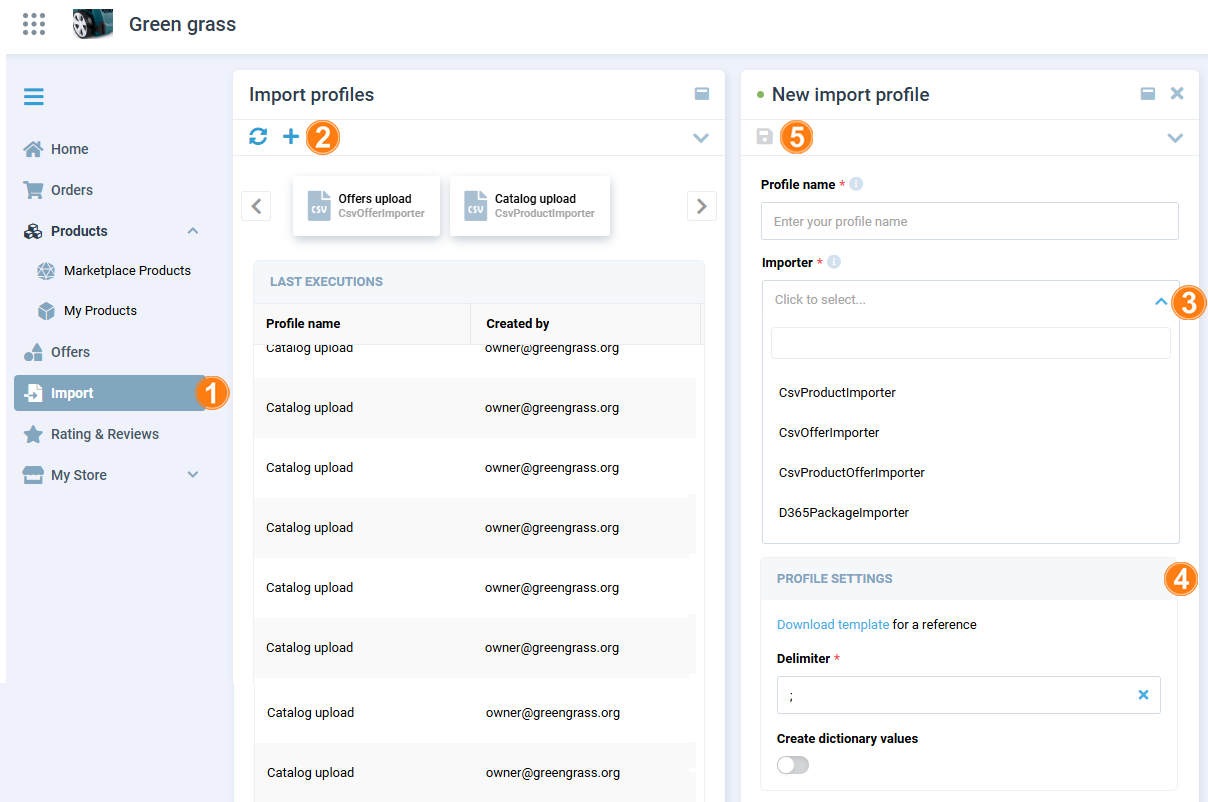 Green grass
Home
Orders
Products
Marketplace Products
My Products
Offers
Import
1
Rating & Reviews
My Store
Import profiles
2
CSV
Offers upload
CsvOfferImporter
CSV
Catalog upload
CsvProductImporter
LAST EXECUTIONS
Profile name Created by
Catalog upload owner@greengrass.org
Catalog upload owner@greengrass.org
Catalog upload owner@greengrass.org
Catalog upload owner@greengrass.org
Catalog upload owner@greengrass.org
Catalog upload owner@greengrass.org
Catalog upload owner@greengrass.org
Catalog upload owner@greengrass.org
New import profile
5
Profile name * i
Enter your profile name
Importer * i
Click to select...
3
CsvProductImporter
CsvOfferImporter
CsvProductOfferImporter
D365PackageImporter
PROFILE SETTINGS
4
Download template for a reference
Delimiter *
;
Create dictionary values